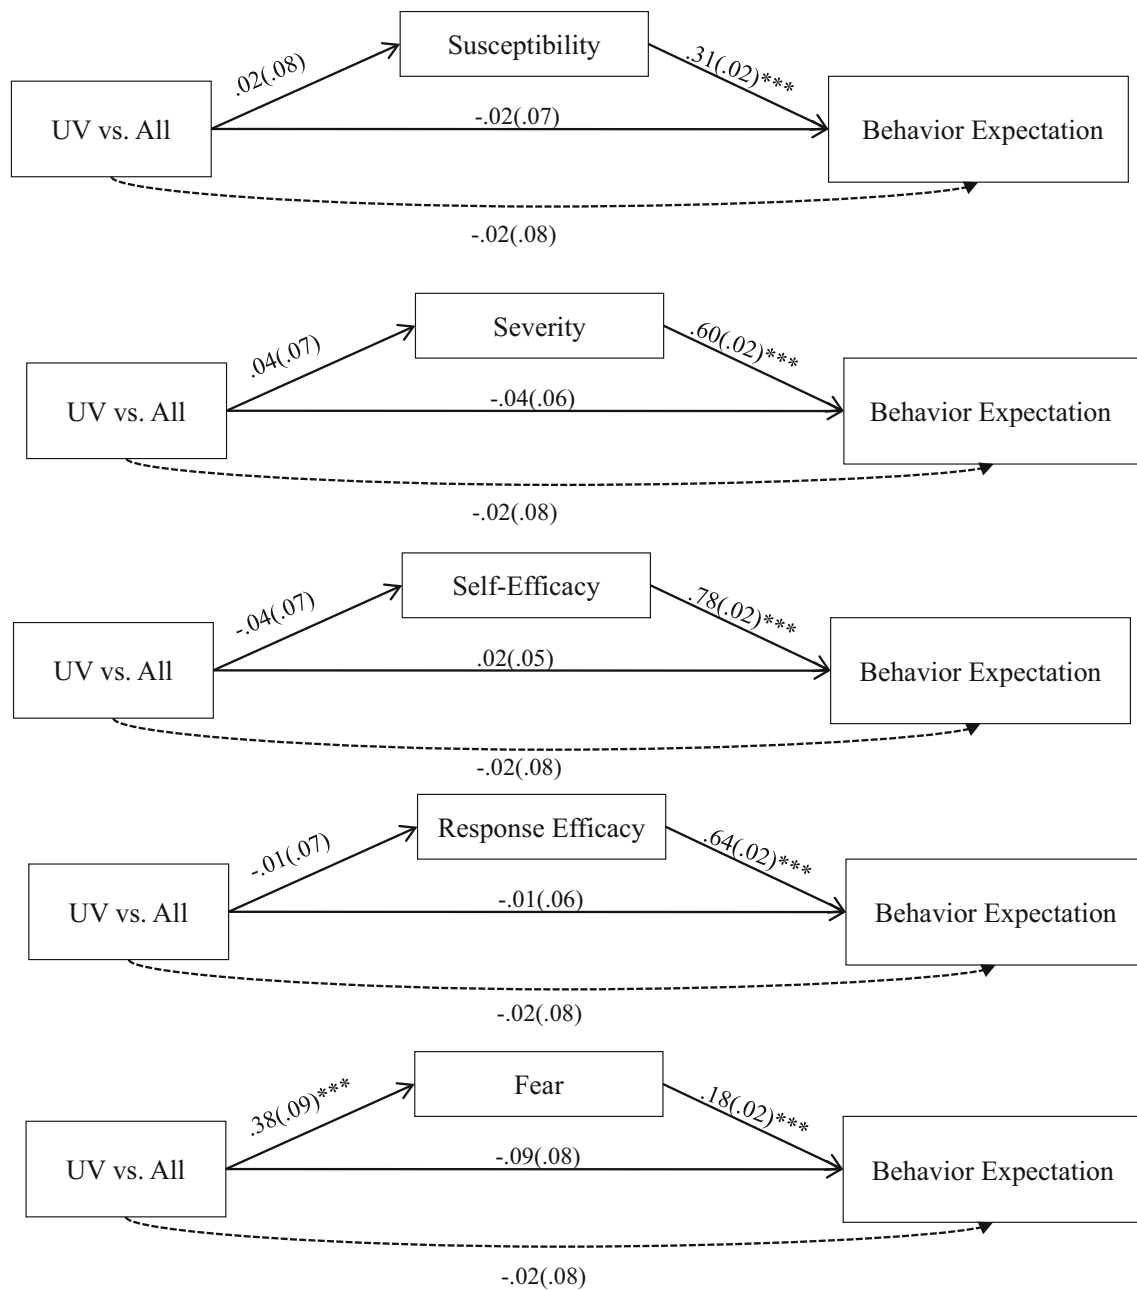 Susceptibility
.02(.08)
.31(.02)***
UV vs. All
-.02(.07)
Behavior Expectation
-.02(.08)
Severity
.04(.07)
.60(.02)***
UV vs. All
-.04(.06)
Behavior Expectation
-.02(.08)
Self-Efficacy
-.04(.07)
.78(.02)***
UV vs. All
.02(.05)
Behavior Expectation
-.02(.08)
Response Efficacy
-.01(.07)
.64(.02)***
UV vs. All
-.01(.06)
Behavior Expectation
-.02(.08)
Fear
.38(.09)***
.18(.02)***
UV vs. All
-.09(.08)
Behavior Expectation
-.02(.08)